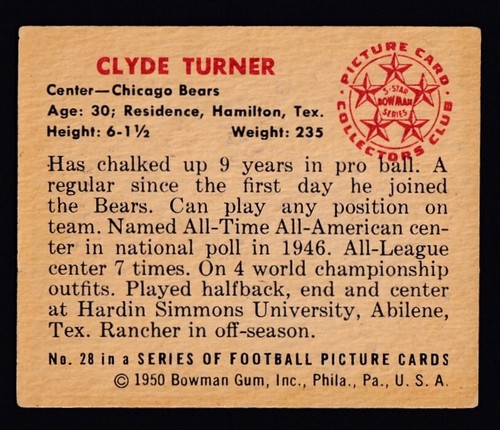 CLYDE TURNER
Center—Chicago Bears
Age: 30; Residence, Hamilton, Tex.
Height: 6-1½ Weight: 235
PICTURE CARD
COLLECTORS CLUB
5-STAR
BOWMAN
SERIES
Has chalked up 9 years in pro ball. A
regular since the first day he joined
the Bears. Can play any position on
team. Named All-Time All-American cen-
ter in national poll in 1946. All-League
center 7 times. On 4 world championship
outfits. Played halfback, end and center
at Hardin Simmons University, Abilene,
Tex. Rancher in off-season.
No. 28 in a SERIES OF FOOTBALL PICTURE CARDS
© 1950 Bowman Gum, Inc., Phila., Pa., U. S. A.